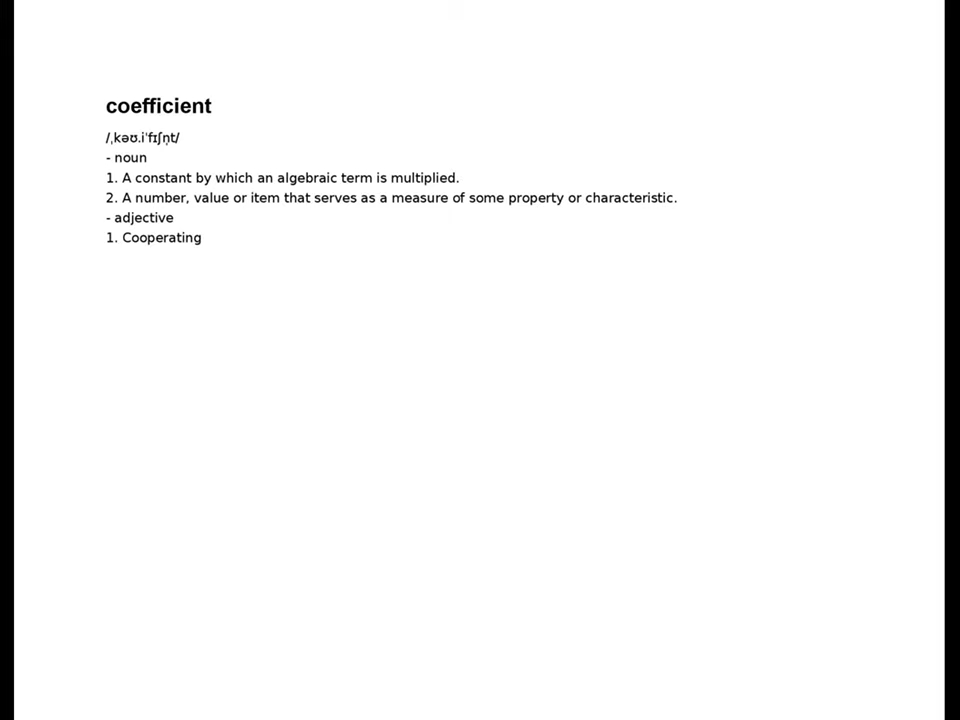 coefficient
/ˌkəʊ.iˈfɪʃn̩t/
- noun
1. A constant by which an algebraic term is multiplied.
2. A number, value or item that serves as a measure of some property or characteristic.
- adjective
1. Cooperating